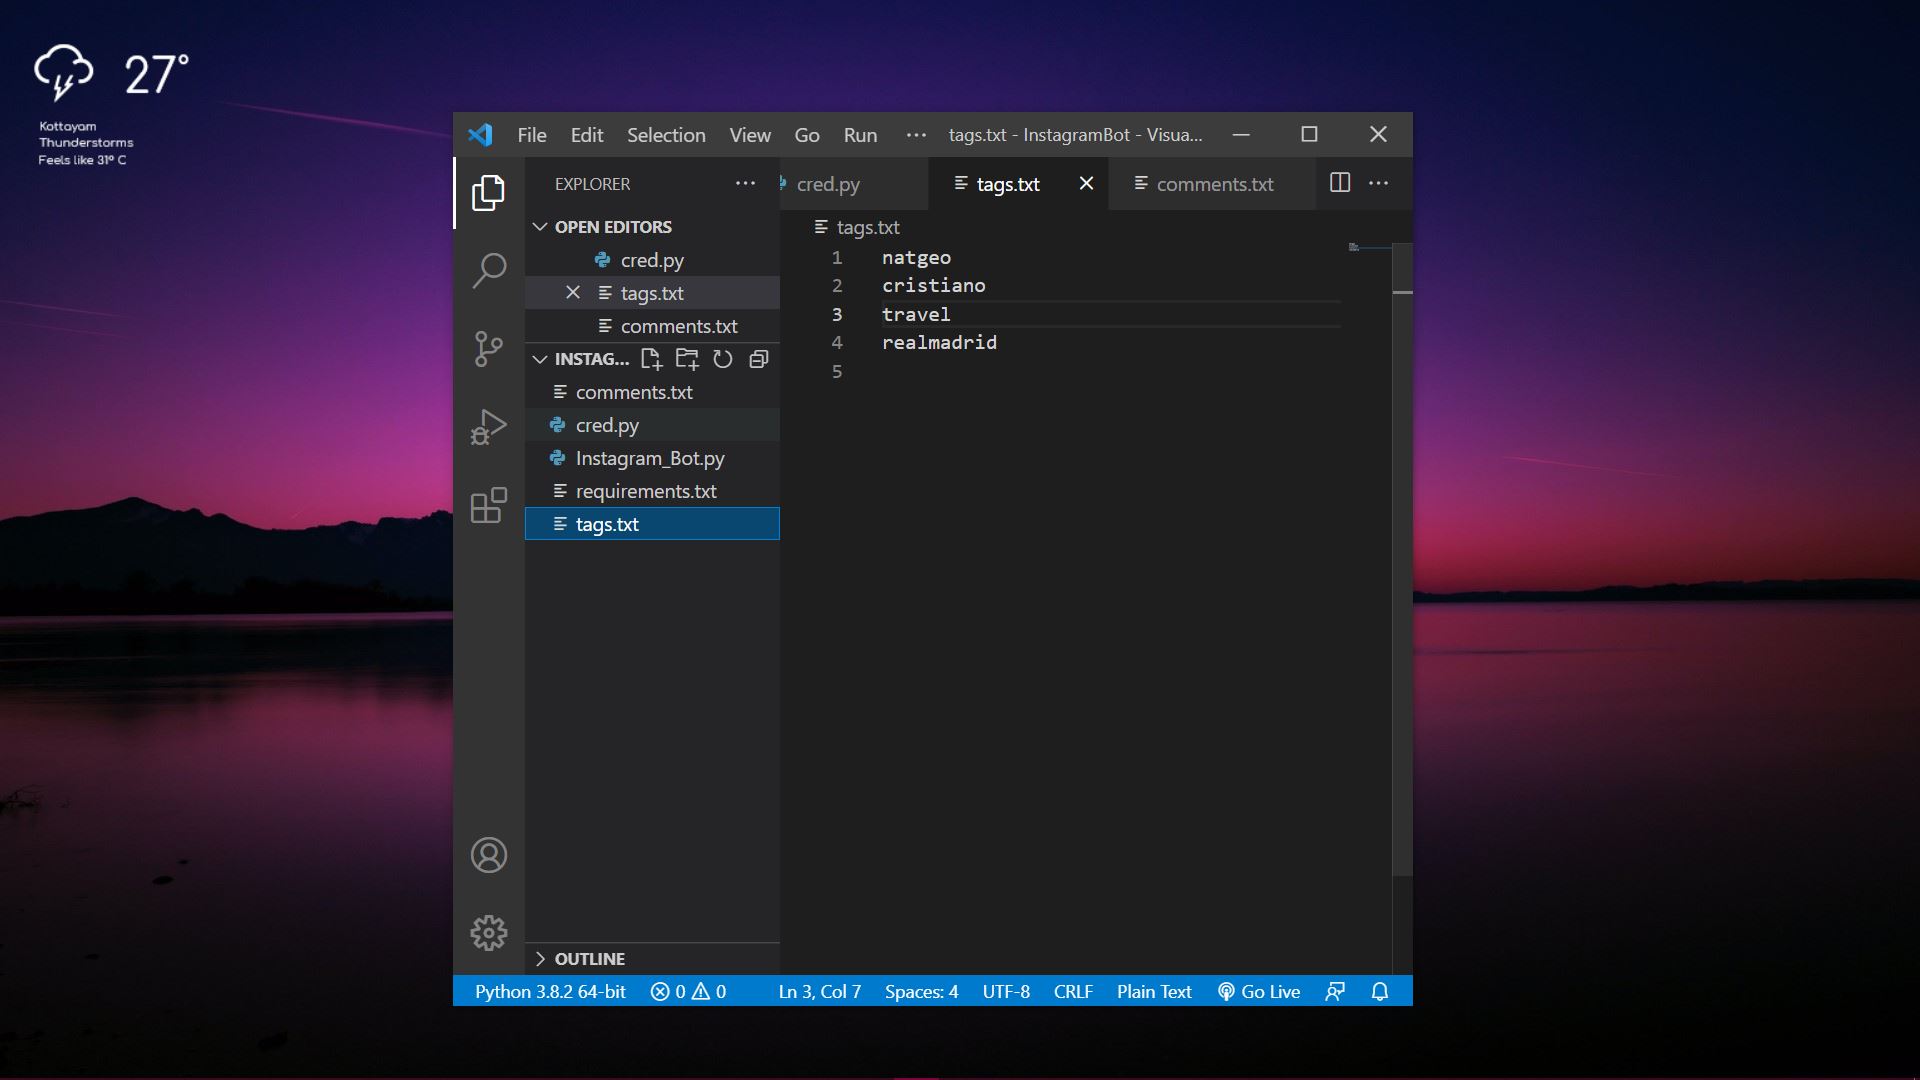 27°
Kottayam
Thunderstorms
Feels like 31° C
File Edit Selection View Go Run ··· tags.txt - InstagramBot - Visua...
EXPLORER ···
cred.py tags.txt comments.txt ···
OPEN EDITORS
cred.py
tags.txt
comments.txt
INSTAG...
comments.txt
cred.py
Instagram_Bot.py
requirements.txt
tags.txt
OUTLINE
tags.txt
1 natgeo
2 cristiano
3 travel
4 realmadrid
5
Python 3.8.2 64-bit 0 0 Ln 3, Col 7 Spaces: 4 UTF-8 CRLF Plain Text Go Live